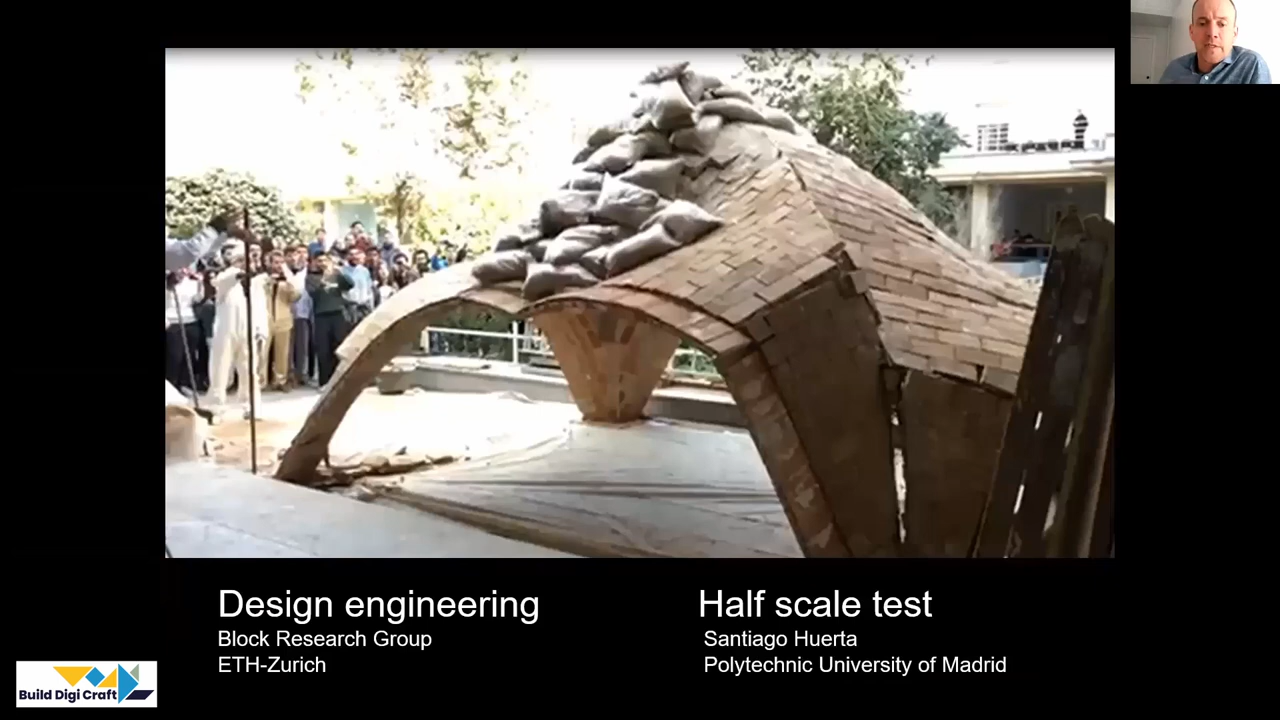 Design engineering
Block Research Group
ETH-Zurich
Half scale test
Santiago Huerta
Polytechnic University of Madrid
Build Digi Craft